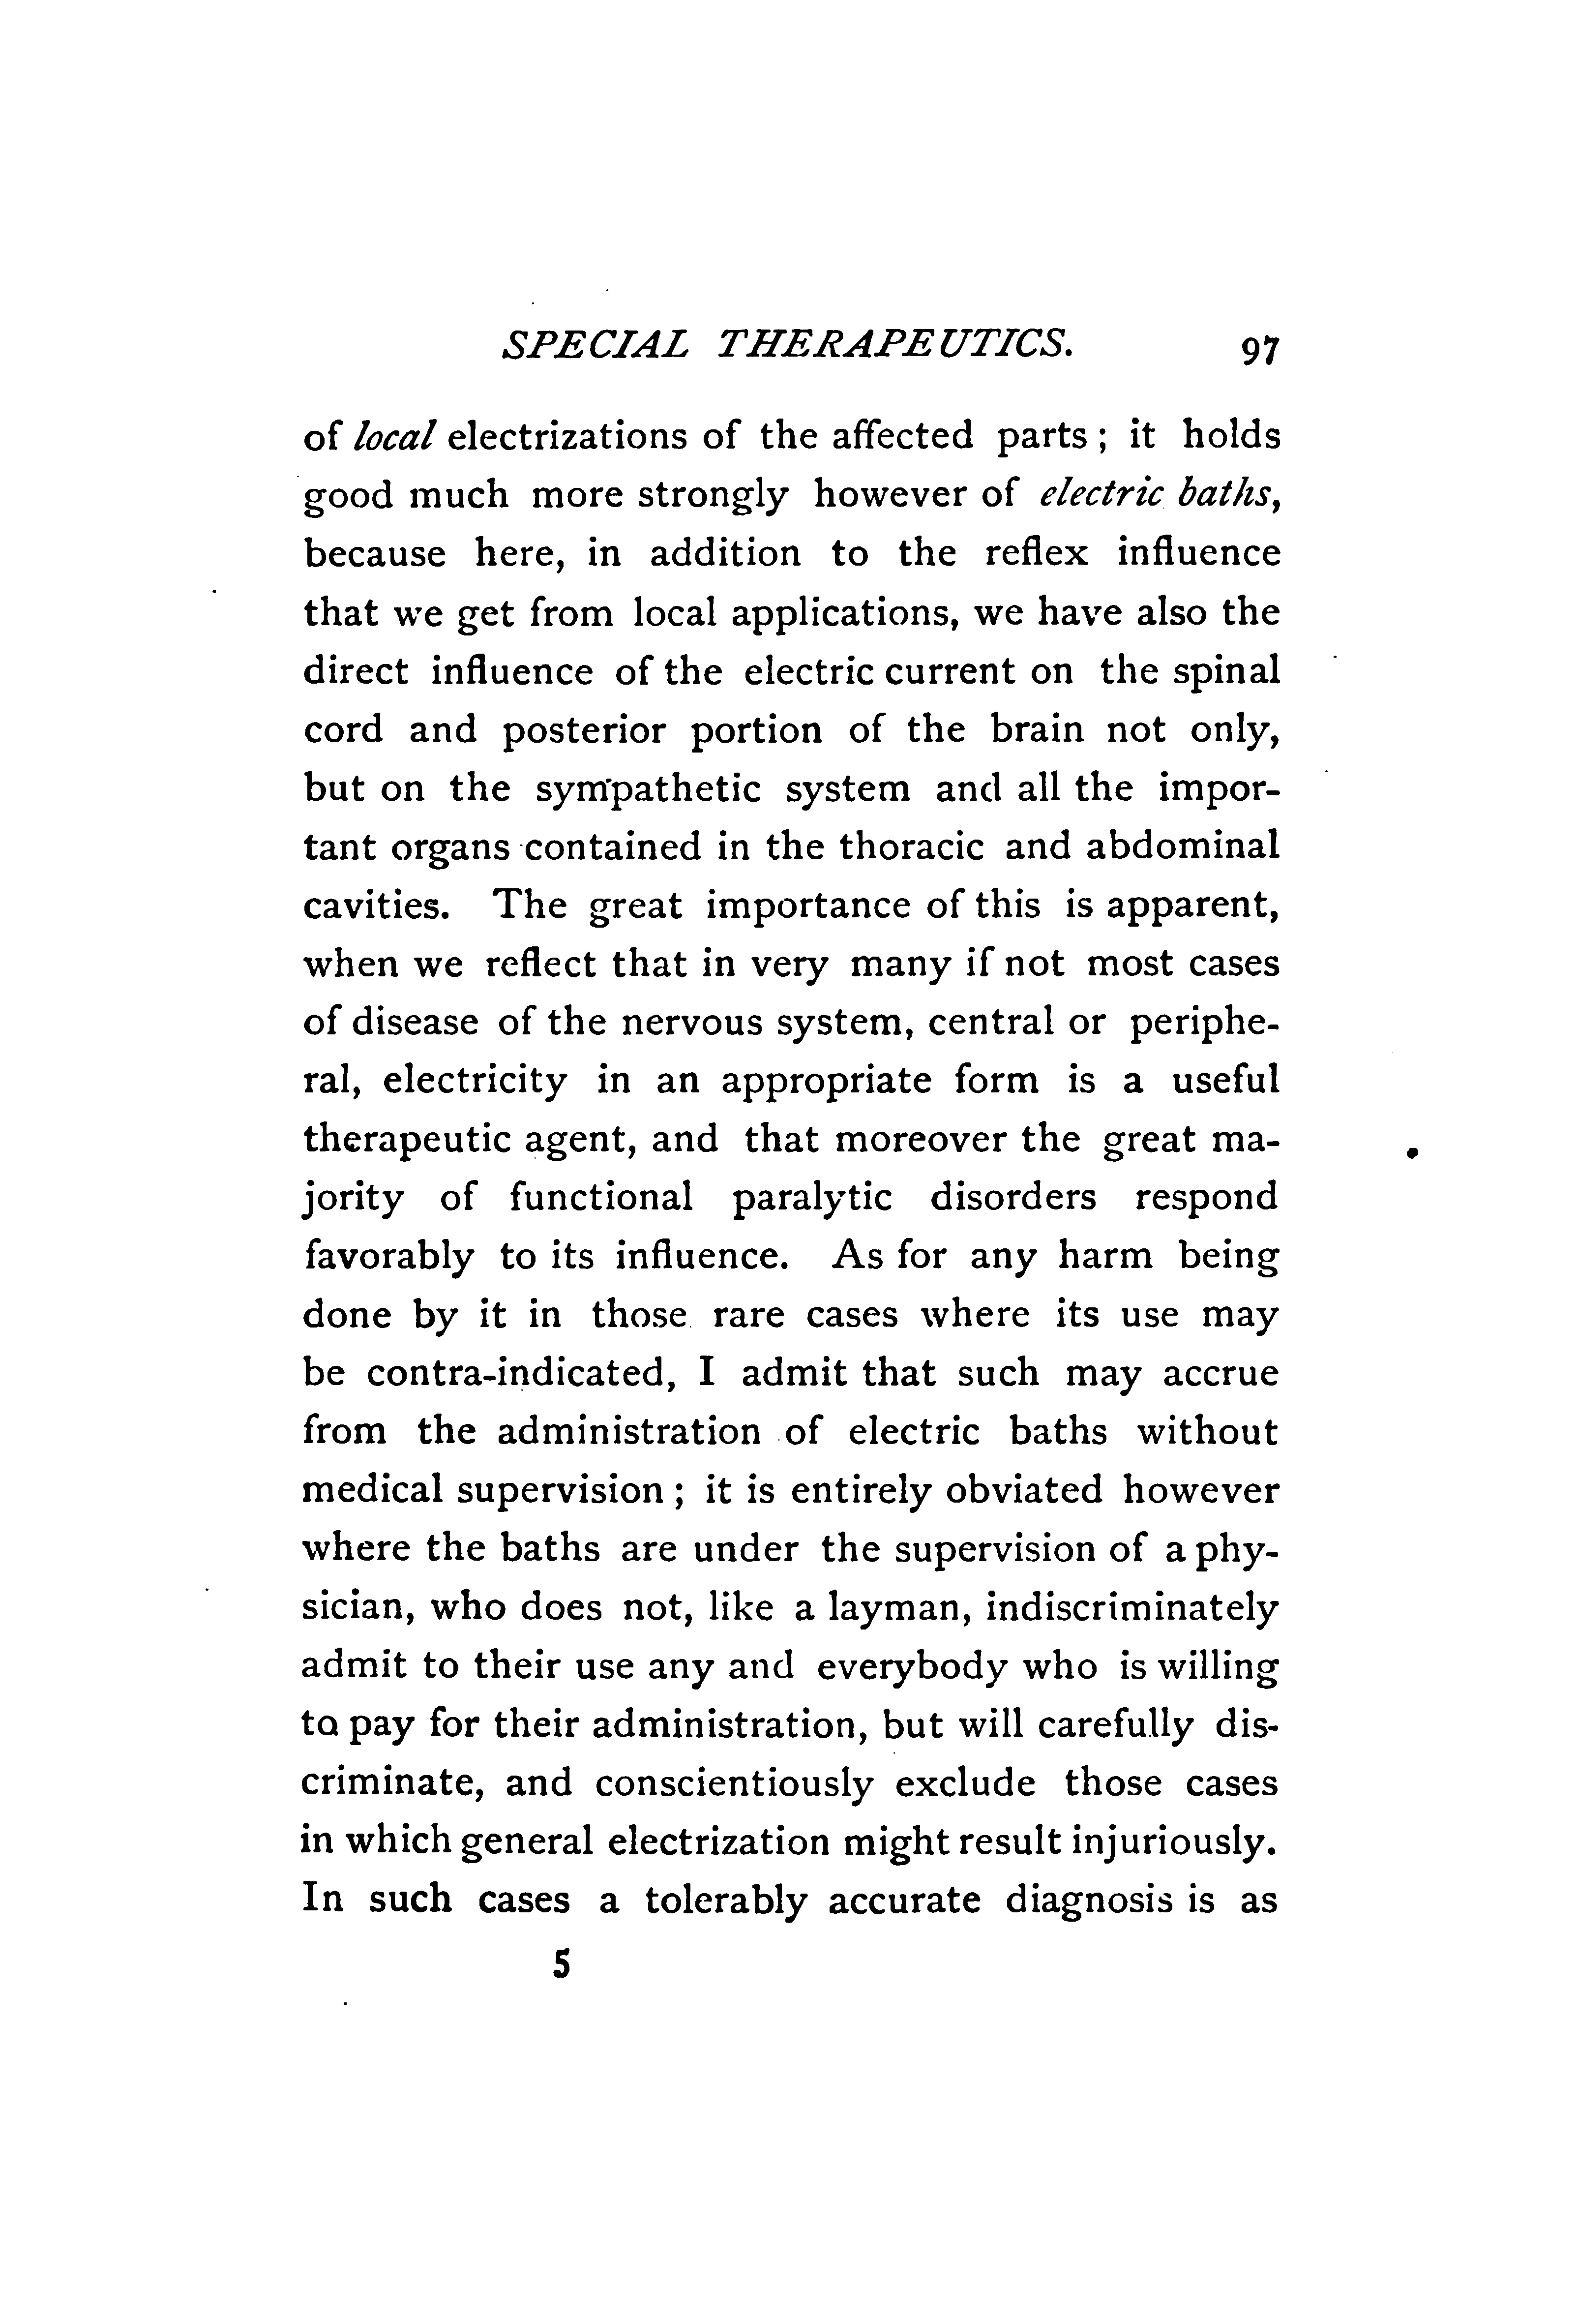 SPECIAL THERAPEUTICS. 97
of local electrizations of the affected parts; it holds
good much more strongly however of electric baths,
because here, in addition to the reflex influence
that we get from local applications, we have also the
direct influence of the electric current on the spinal
cord and posterior portion of the brain not only,
but on the sympathetic system and all the impor-
tant organs contained in the thoracic and abdominal
cavities. The great importance of this is apparent,
when we reflect that in very many if not most cases
of disease of the nervous system, central or periphe-
ral, electricity in an appropriate form is a useful
therapeutic agent, and that moreover the great ma-
jority of functional paralytic disorders respond
favorably to its influence. As for any harm being
done by it in those rare cases where its use may
be contra-indicated, I admit that such may accrue
from the administration of electric baths without
medical supervision; it is entirely obviated however
where the baths are under the supervision of a phy-
sician, who does not, like a layman, indiscriminately
admit to their use any and everybody who is willing
to pay for their administration, but will carefully dis-
criminate, and conscientiously exclude those cases
in which general electrization might result injuriously.
In such cases a tolerably accurate diagnosis is as
5